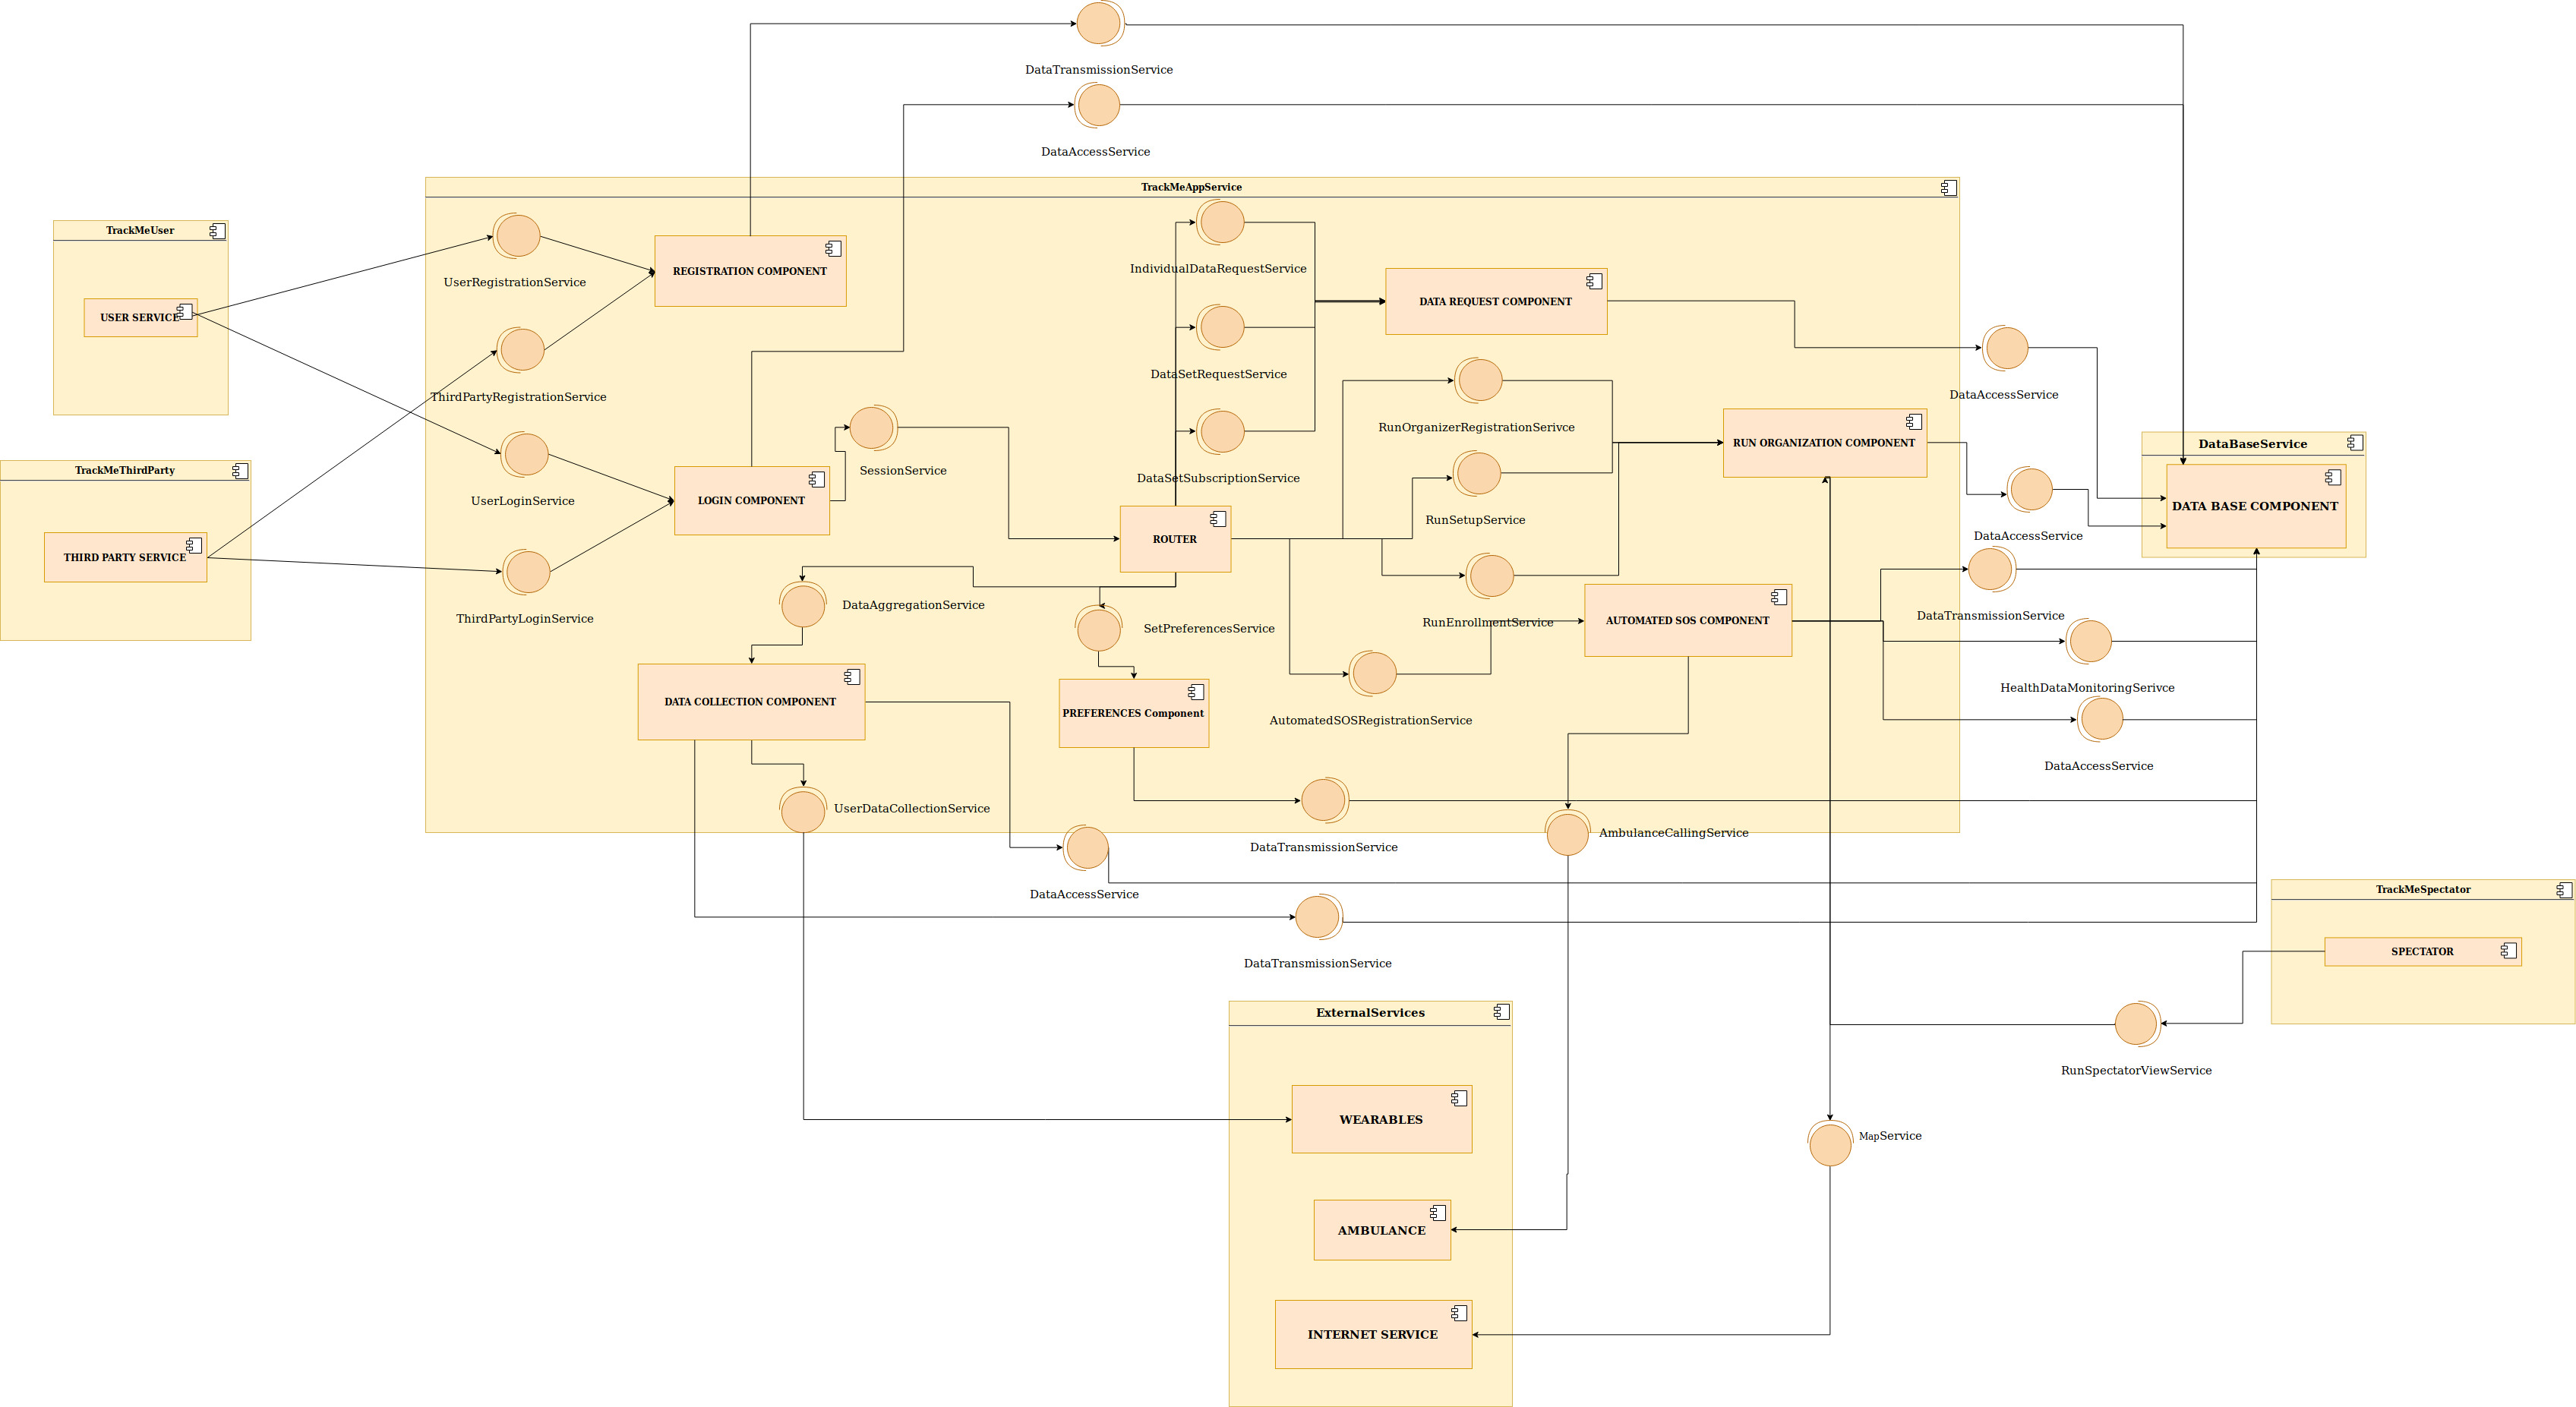 DataTransmissionService
DataAccessService
TrackMeAppService
TrackMeUser
USER SERVICE
UserRegistrationService
REGISTRATION COMPONENT
IndividualDataRequestService
DATA REQUEST COMPONENT
ThirdPartyRegistrationService
DataSetRequestService
DataAccessService
RunOrganizerRegistrationSerivce
RUN ORGANIZATION COMPONENT
DataBaseService
DATA BASE COMPONENT
TrackMeThirdParty
THIRD PARTY SERVICE
UserLoginService
LOGIN COMPONENT
SessionService
DataSetSubscriptionService
RunSetupService
DataAccessService
ROUTER
ThirdPartyLoginService
DataAggregationService
SetPreferencesService
RunEnrollmentService
AUTOMATED SOS COMPONENT
DataTransmissionService
HealthDataMonitoringSerivce
DATA COLLECTION COMPONENT
PREFERENCES Component
AutomatedSOSRegistrationService
DataAccessService
UserDataCollectionService
DataTransmissionService
AmbulanceCallingService
DataAccessService
DataTransmissionService
TrackMeSpectator
SPECTATOR
ExternalServices
RunSpectatorViewService
WEARABLES
MapService
AMBULANCE
INTERNET SERVICE